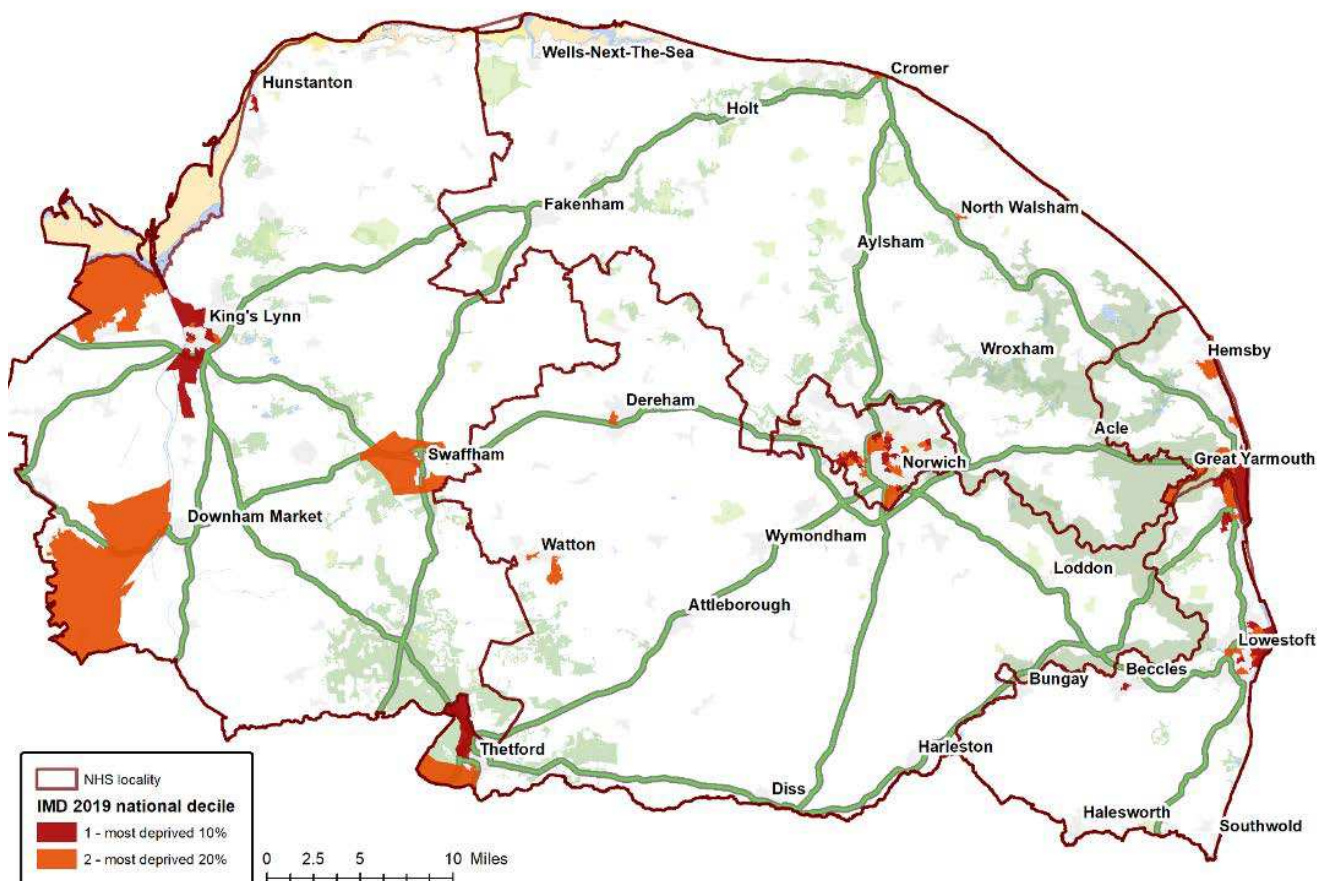 Wells-Next-The-Sea
Cromer
Hunstanton
Holt
Fakenham
North Walsham
Aylsham
King's Lynn
Wroxham
Hemsby
Dereham
Acle
Swaffham
Norwich
Great Yarmouth
Downham Market
Wymondham
Watton
Loddon
Attleborough
Lowestoft
Beccles
Bungay
Thetford
Harleston
Diss
Halesworth
Southwold
NHS locality
IMD 2019 national decile
1 - most deprived 10%
2 - most deprived 20%
0 2.5 5 10 Miles